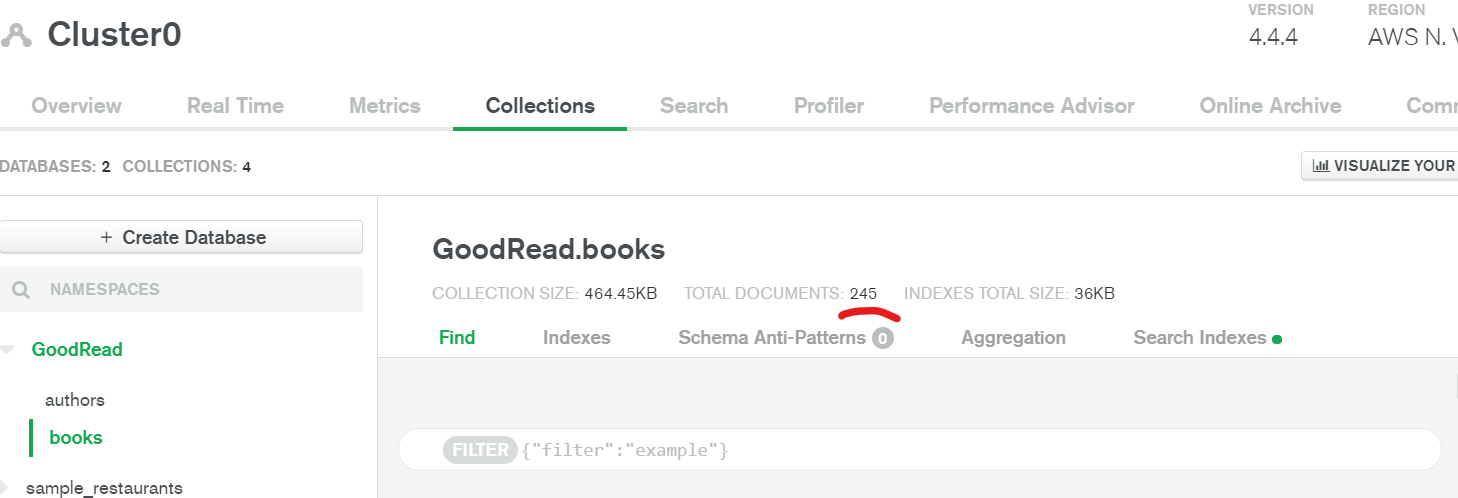 Cluster0
VERSION
4.4.4
REGION
AWS N.
Overview Real Time Metrics Collections Search Profiler Performance Advisor Online Archive
DATABASES: 2 COLLECTIONS: 4
VISUALIZE YOUR
+ Create Database
NAMESPACES
GoodRead
authors
books
sample_restaurants
GoodRead.books
COLLECTION SIZE: 464.45KB TOTAL DOCUMENTS: 245 INDEXES TOTAL SIZE: 36KB
Find Indexes Schema Anti-Patterns 0 Aggregation Search Indexes
FILTER {"filter":"example"}